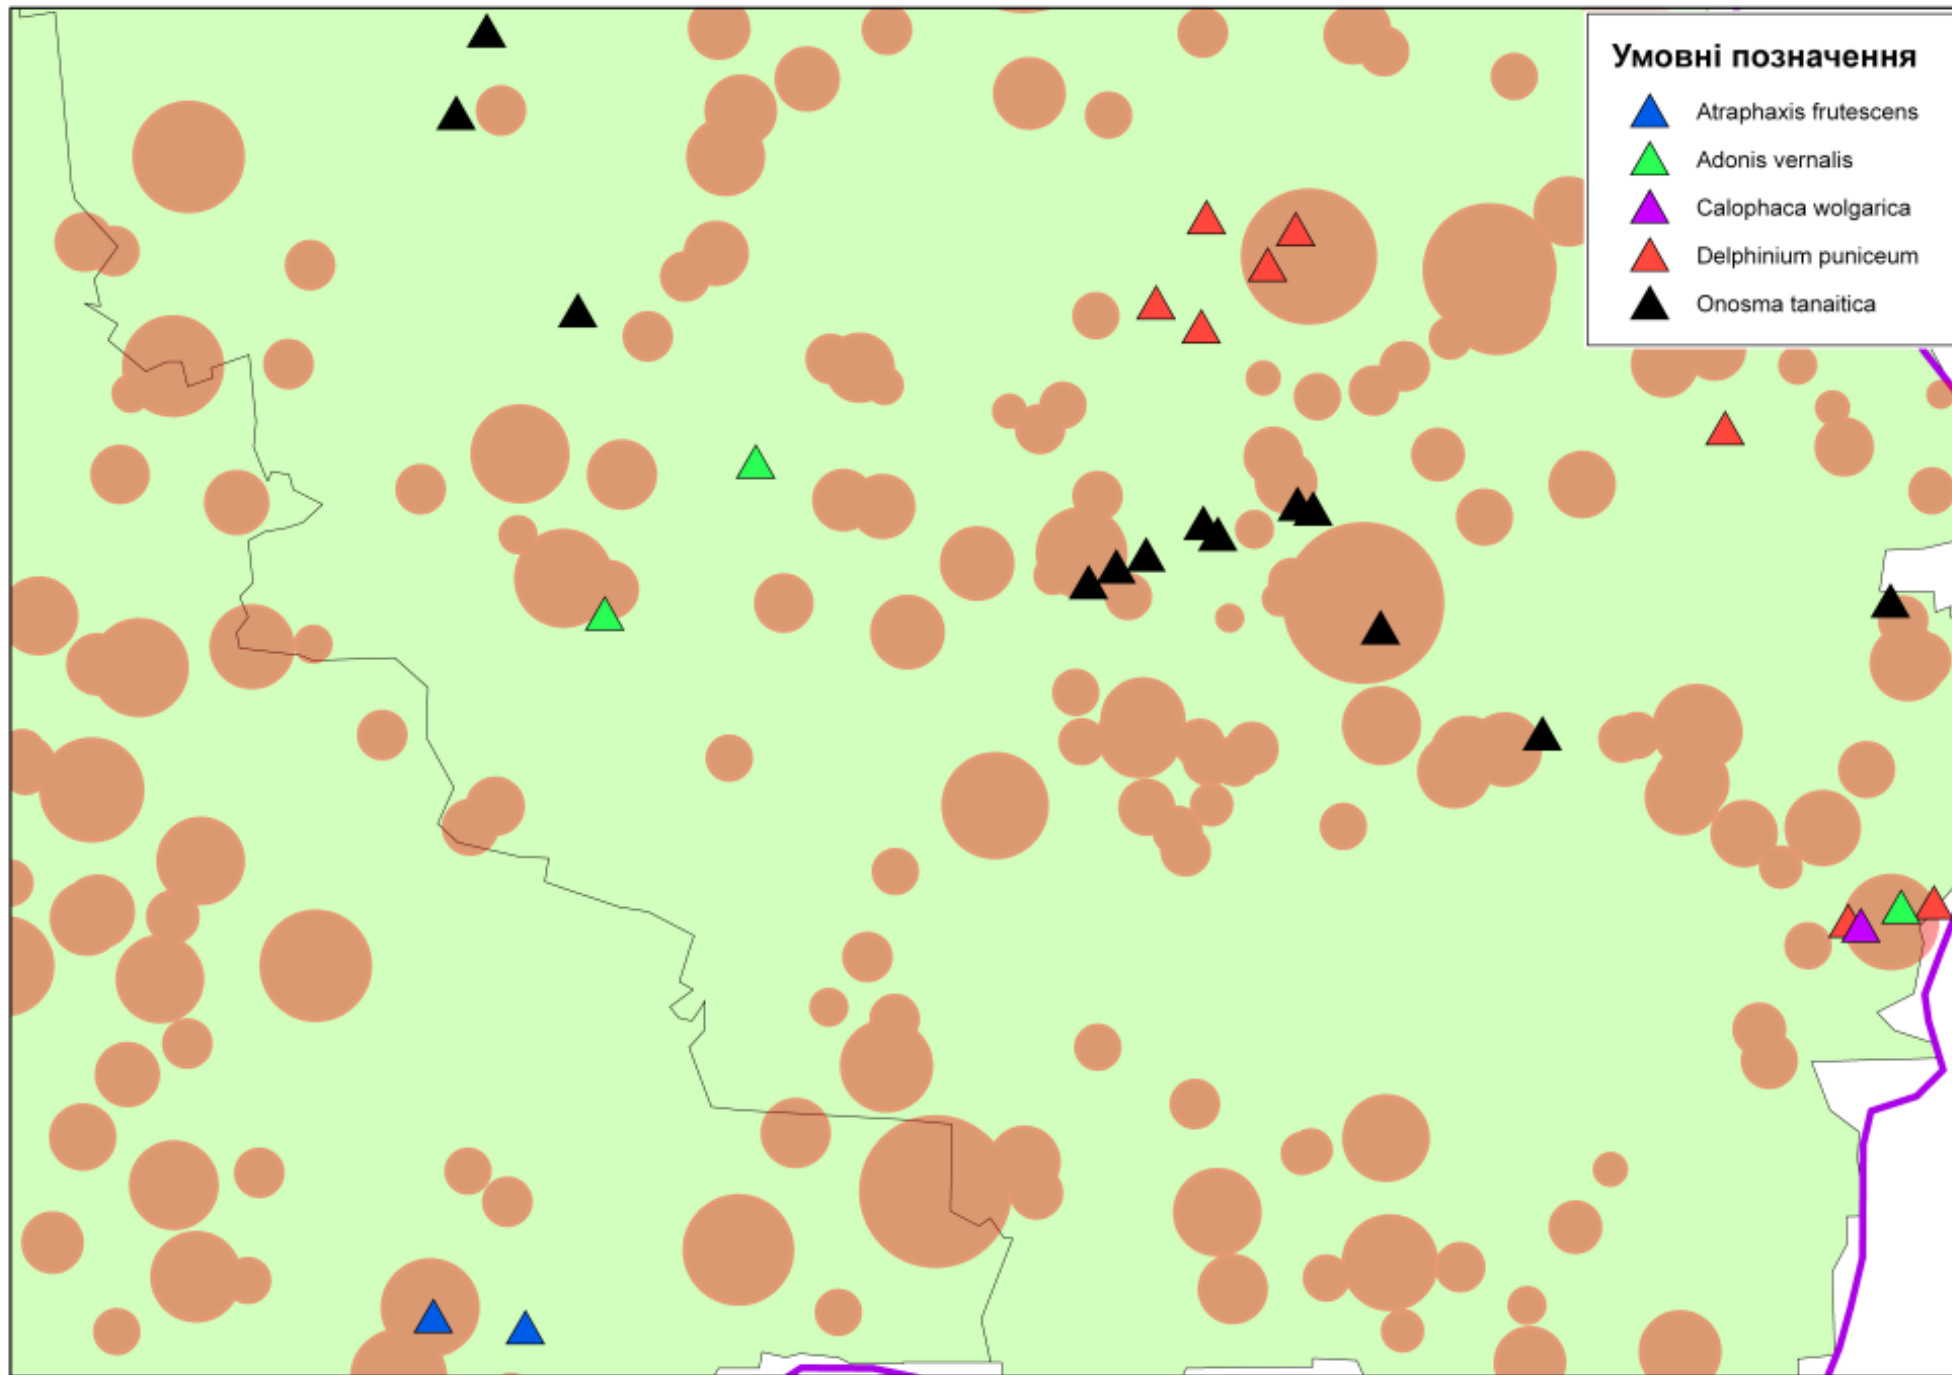 Умовні позначення
Atraphaxis frutescens
Adonis vernalis
Calophaca wolgarica
Delphinium puniceum
Onosma tanaitica